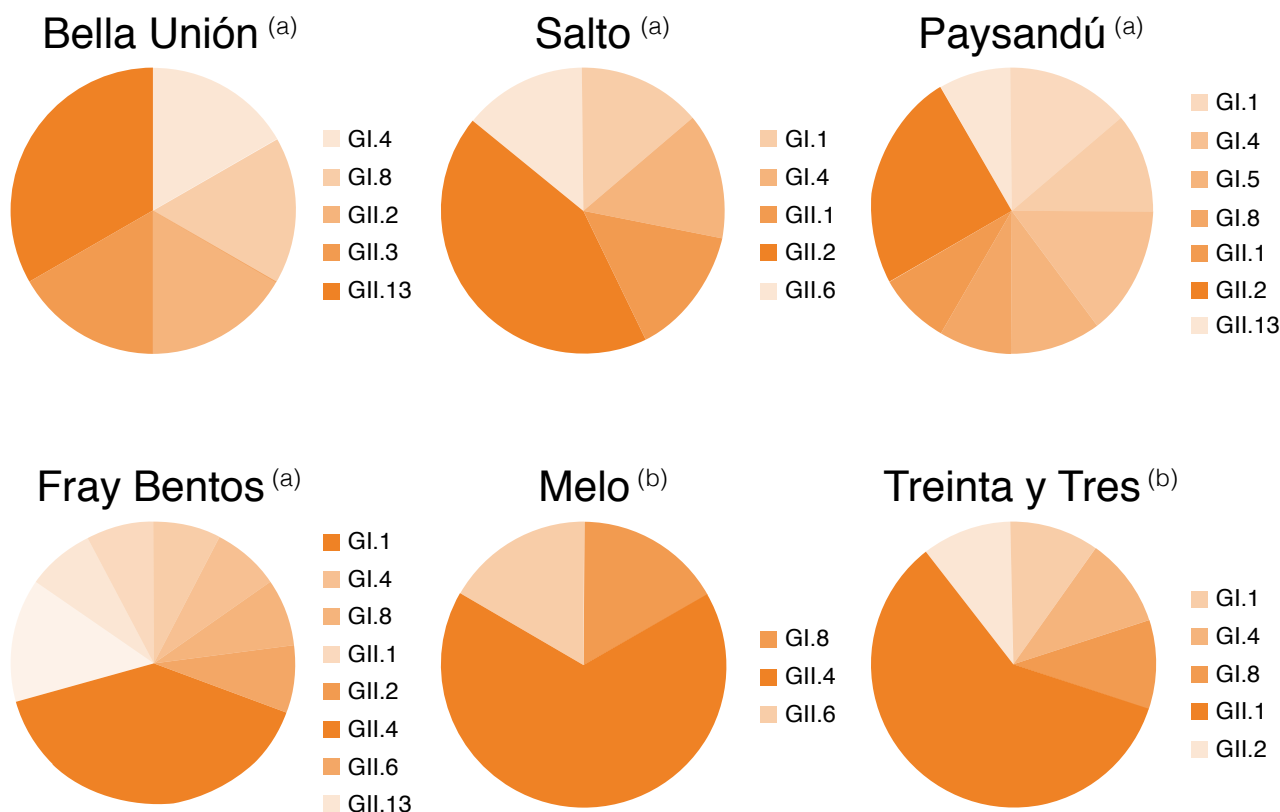 Bella Unión (a)
GI.4
GI.8
GII.2
GII.3
GII.13
Salto (a)
GI.1
GI.4
GII.1
GII.2
GII.6
Paysandú (a)
GI.1
GI.4
GI.5
GI.8
GII.1
GII.2
GII.13
Fray Bentos (a)
GI.1
GI.4
GI.8
GII.1
GII.2
GII.4
GII.6
GII.13
Melo (b)
GI.8
GII.4
GII.6
Treinta y Tres (b)
GI.1
GI.4
GI.8
GII.1
GII.2